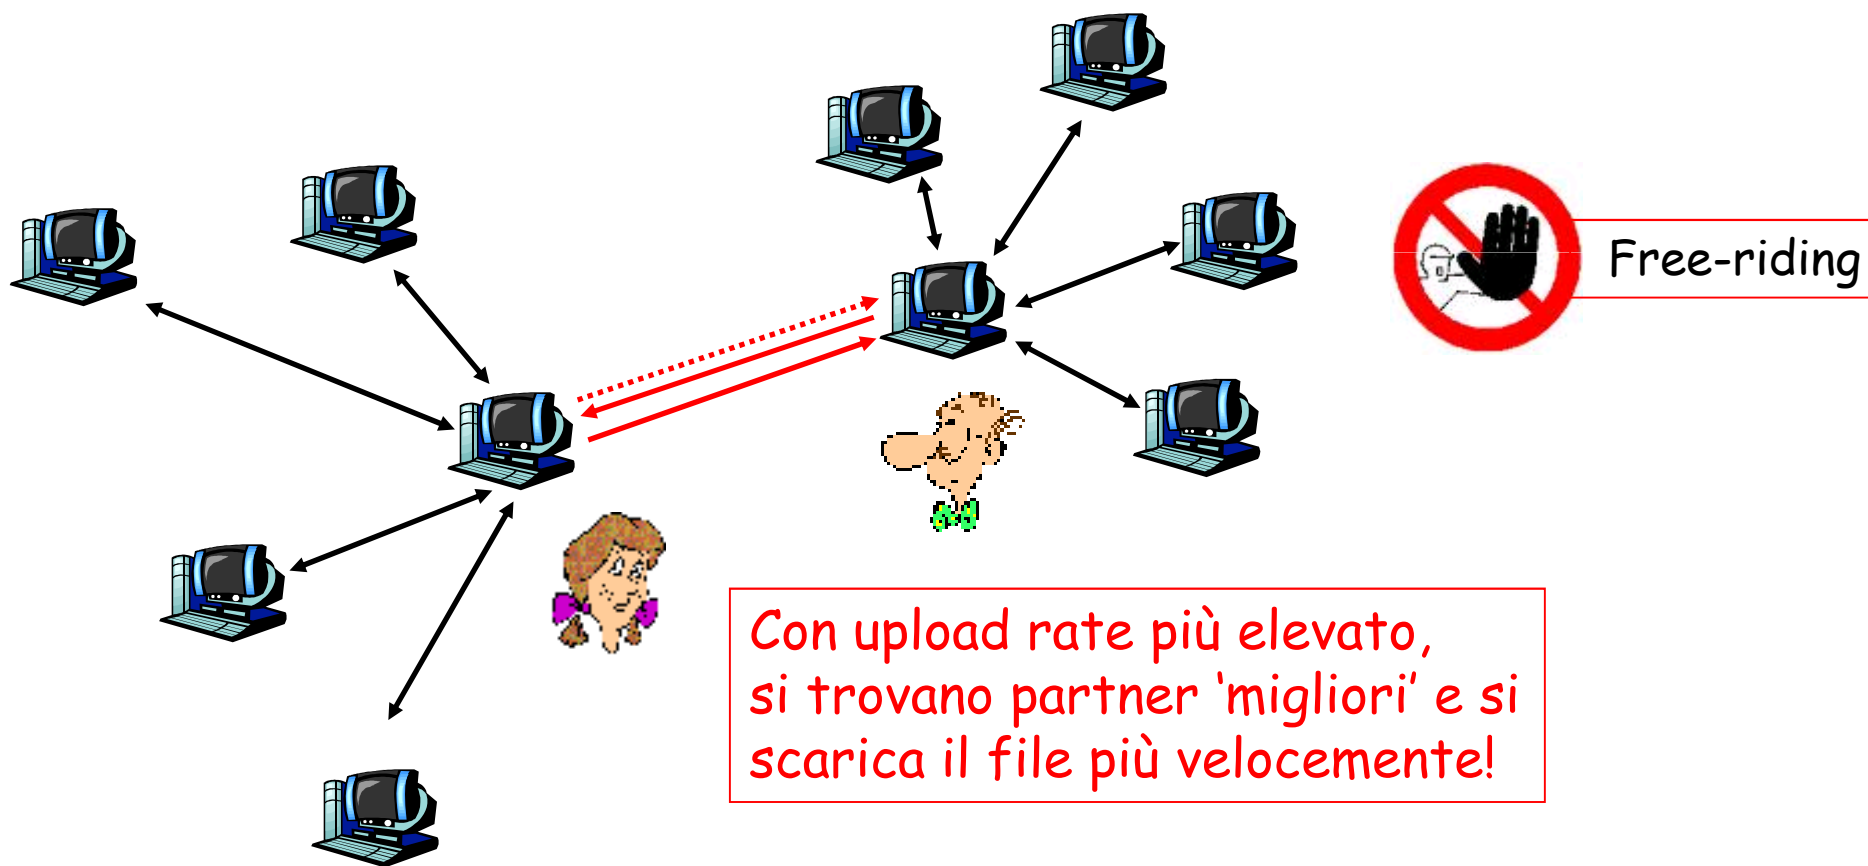 Free-riding
Con upload rate più elevato,
si trovano partner ‘migliori’ e si
scarica il file più velocemente!